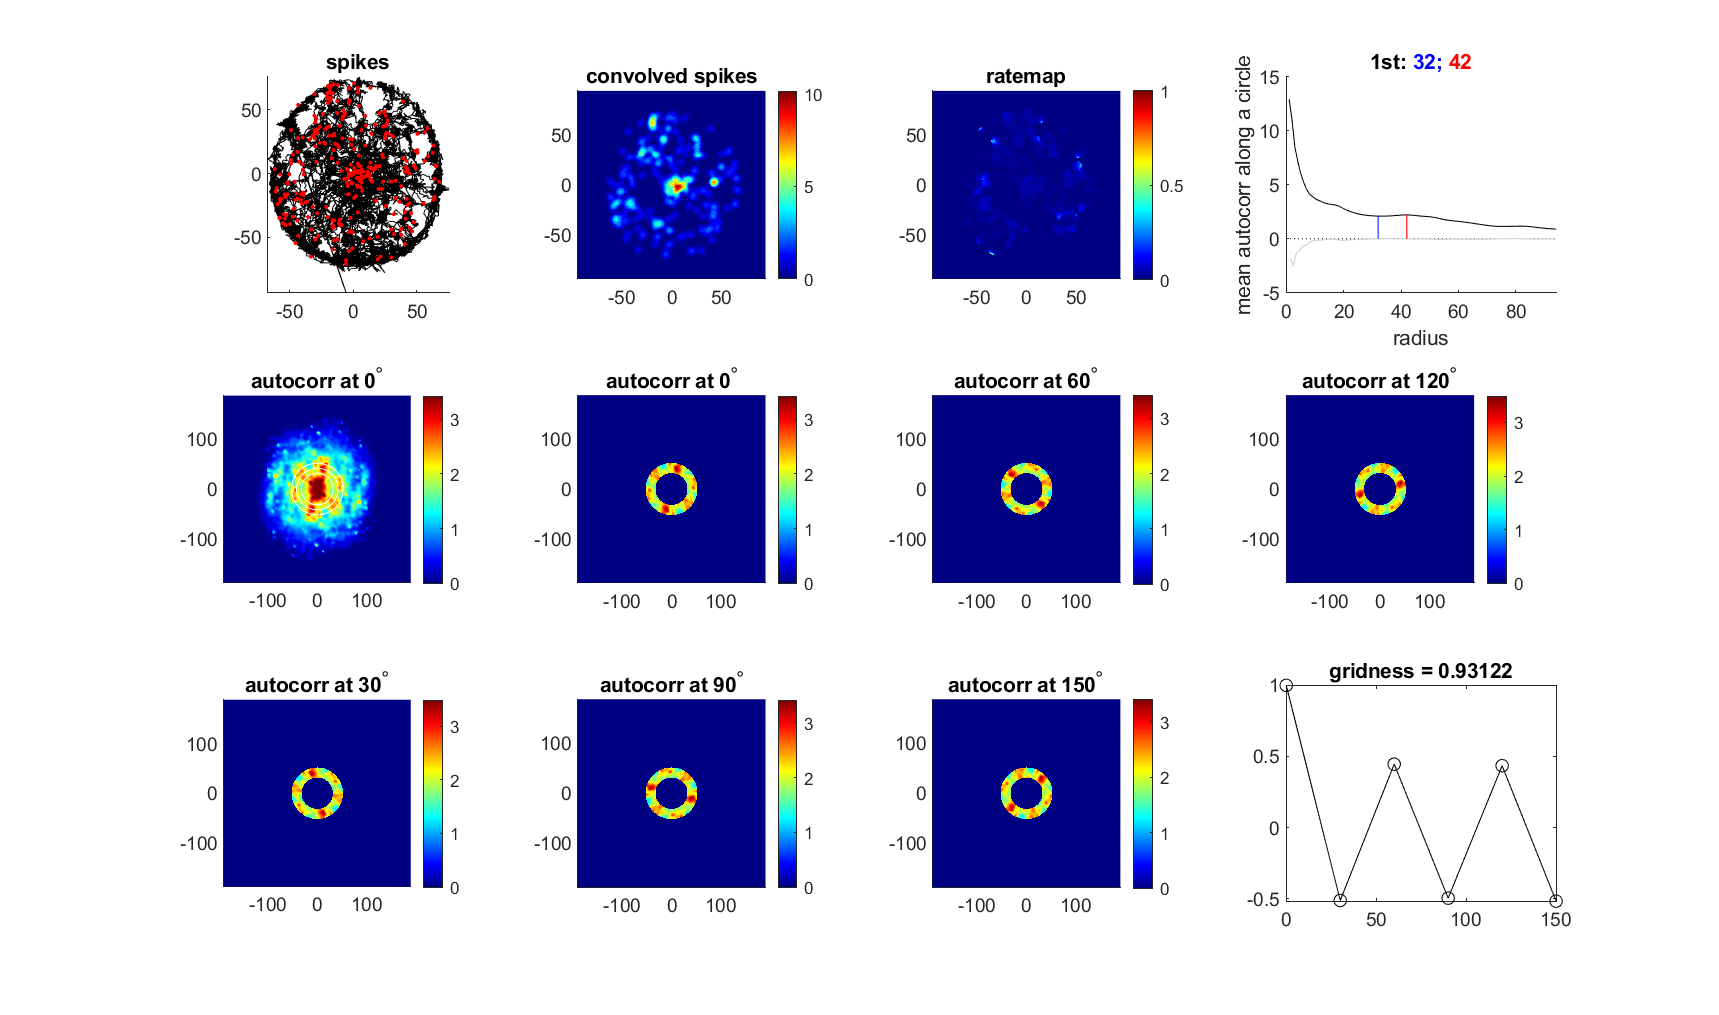 spikes
50
0
-50
-50 0 50
convolved spikes
50
0
-50
-50 0 50
10
5
0
ratemap
50
0
-50
-50 0 50
1
0.5
0
1st: 32; 42
mean autocorr along a circle
15
10
5
0
-5
0 20 40 60 80
radius
autocorr at 0°
100
0
-100
-100 0 100
3
2
1
0
autocorr at 0°
100
0
-100
-100 0 100
3
2
1
0
autocorr at 60°
100
0
-100
-100 0 100
3
2
1
0
autocorr at 120°
100
0
-100
-100 0 100
3
2
1
0
autocorr at 30°
100
0
-100
-100 0 100
3
2
1
0
autocorr at 90°
100
0
-100
-100 0 100
3
2
1
0
autocorr at 150°
100
0
-100
-100 0 100
3
2
1
0
gridness = 0.93122
1
0.5
0
-0.5
0 50 100 150